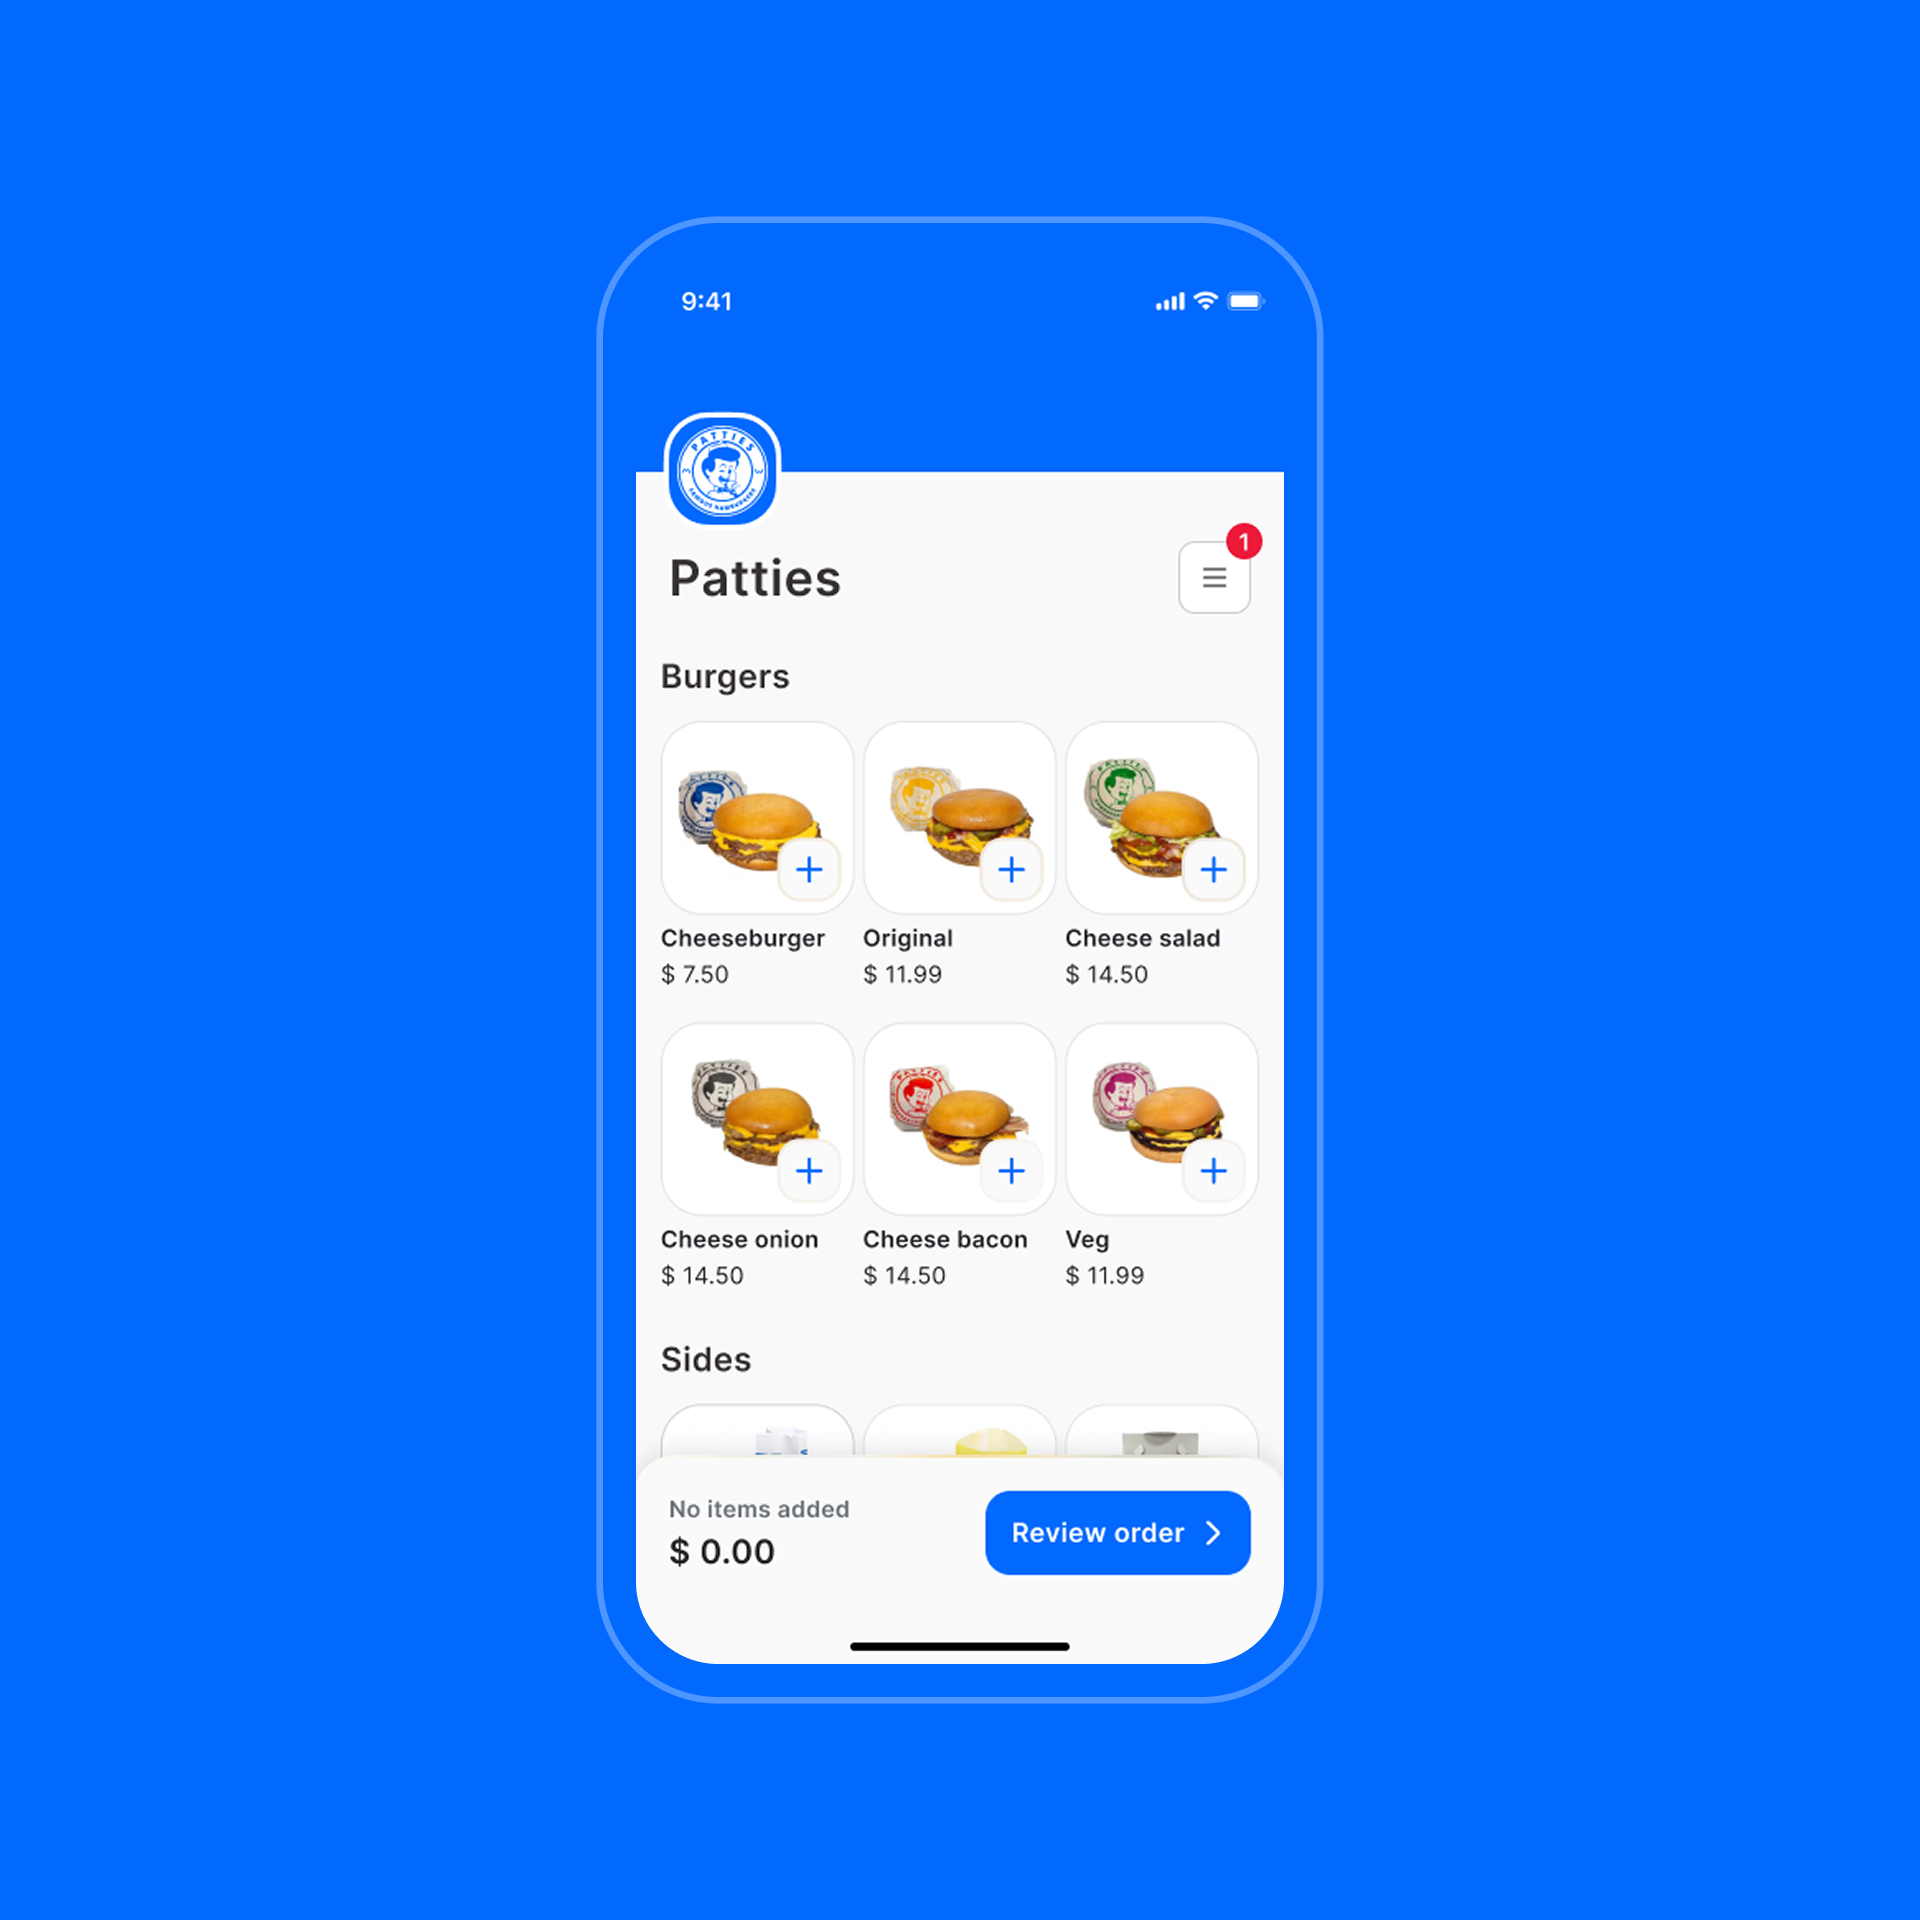 9:41
PATTIES
Patties
1
Burgers
Cheeseburger
$ 7.50
Original
$ 11.99
Cheese salad
$ 14.50
Cheese onion
$ 14.50
Cheese bacon
$ 14.50
Veg
$ 11.99
Sides
No items added
$ 0.00
Review order